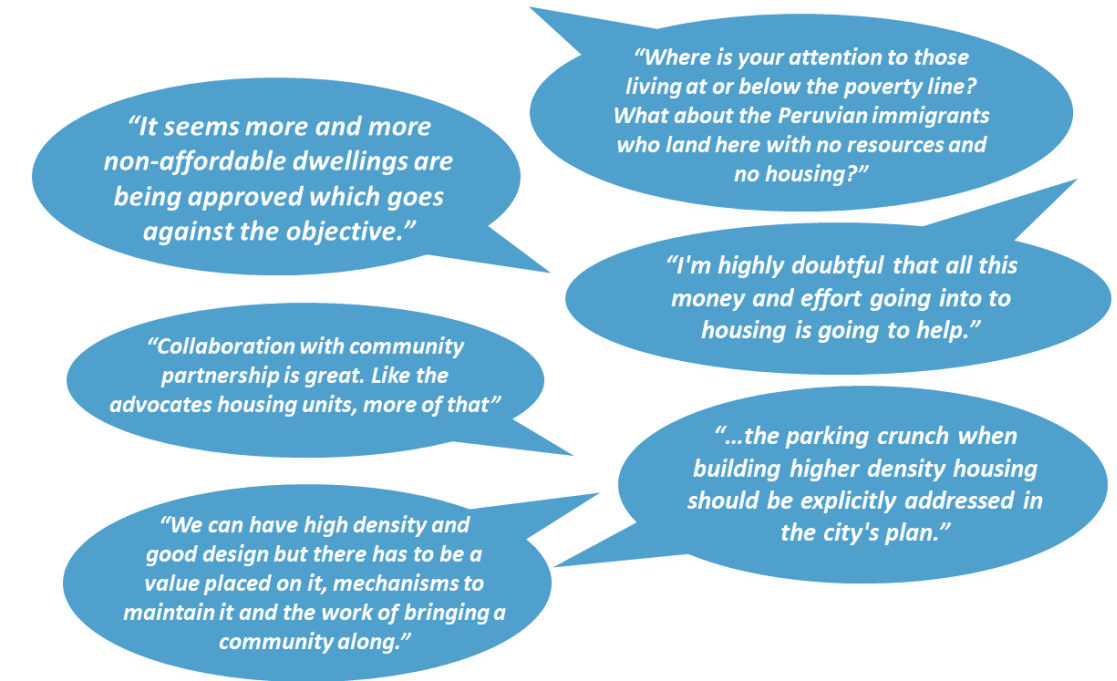 “It seems more and more
non-affordable dwellings are
being approved which goes
against the objective.”
“Where is your attention to those
living at or below the poverty line?
What about the Peruvian immigrants
who land here with no resources and
no housing?”
“I'm highly doubtful that all this
money and effort going into to
housing is going to help.”
“Collaboration with community
partnership is great. Like the
advocates housing units, more of that”
“…the parking crunch when
building higher density housing
should be explicitly addressed in
the city's plan.”
“We can have high density and
good design but there has to be a
value placed on it, mechanisms to
maintain it and the work of bringing a
community along.”